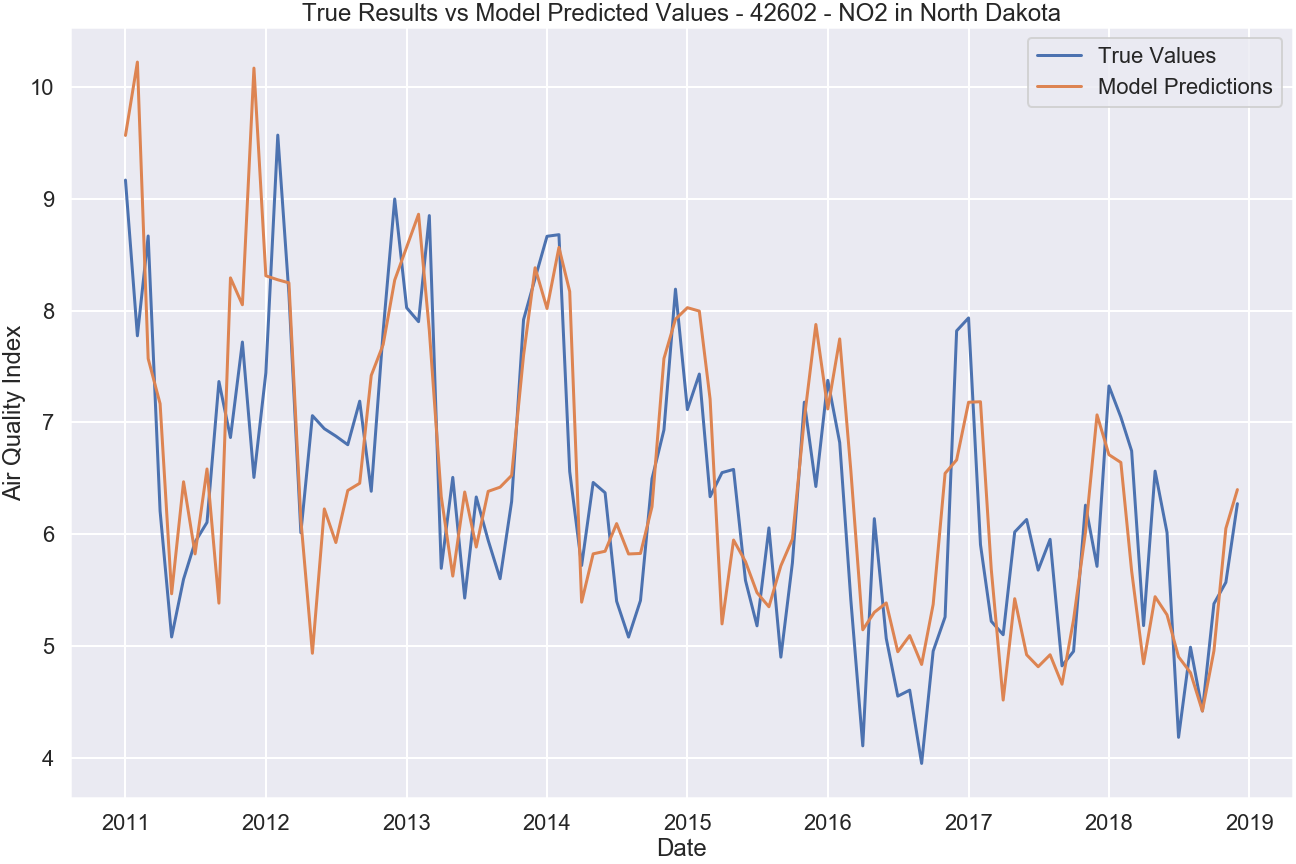 True Results vs Model Predicted Values - 42602 - NO2 in North Dakota
True Values
Model Predictions
Air Quality Index
10
9
8
7
6
5
4
2011 2012 2013 2014 2015 2016 2017 2018 2019
Date